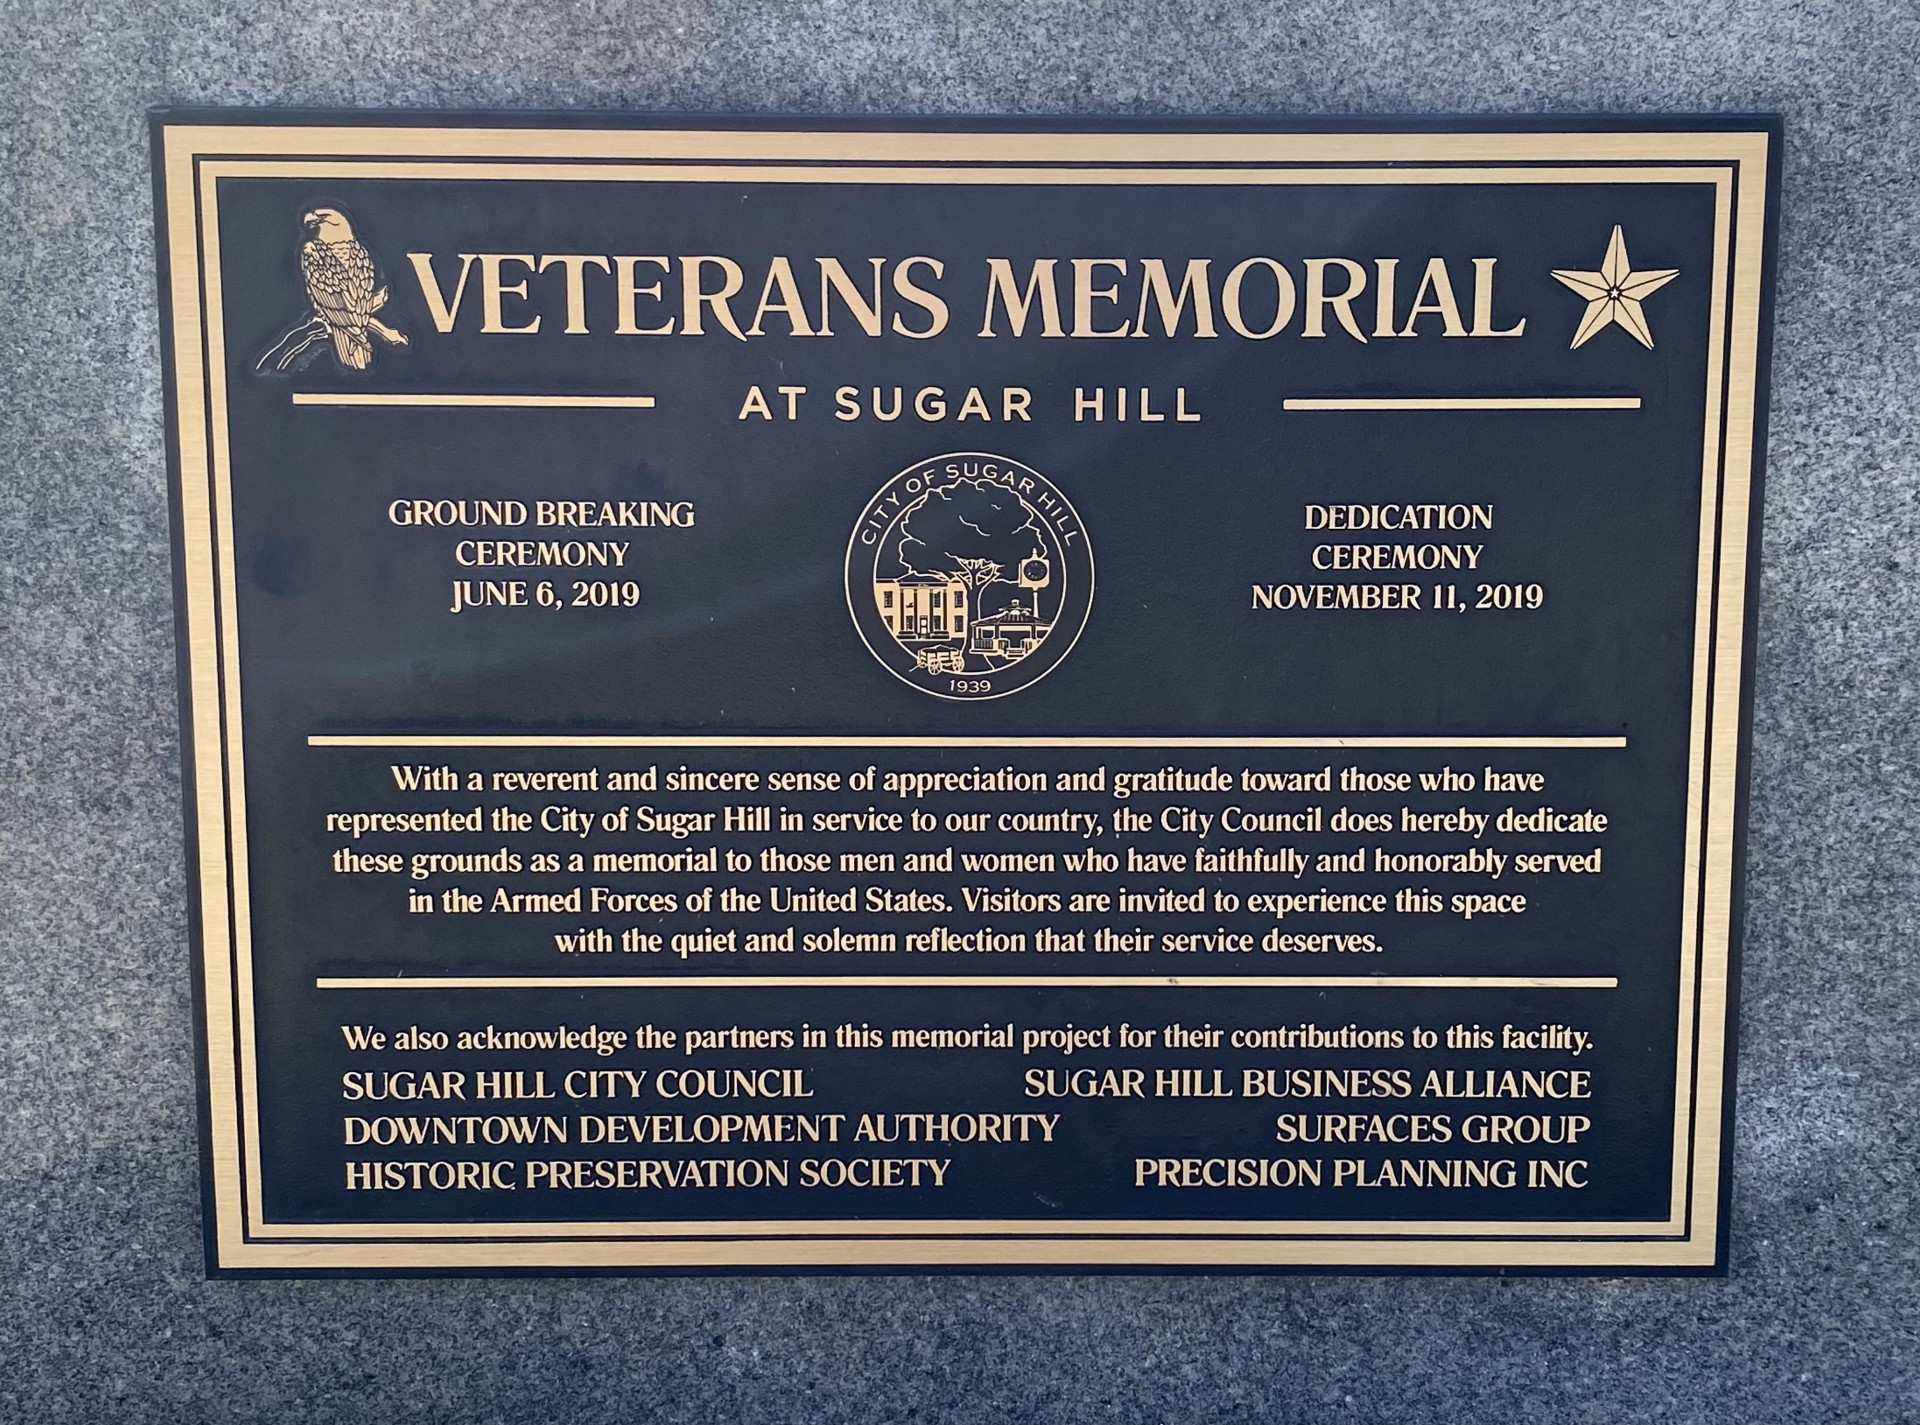 VETERANS MEMORIAL
AT SUGAR HILL
GROUND BREAKING
CEREMONY
JUNE 6, 2019
CITY OF SUGAR HILL
1939
DEDICATION
CEREMONY
NOVEMBER 11, 2019
With a reverent and sincere sense of appreciation and gratitude toward those who have
represented the City of Sugar Hill in service to our country, the City Council does hereby dedicate
these grounds as a memorial to those men and women who have faithfully and honorably served
in the Armed Forces of the United States. Visitors are invited to experience this space
with the quiet and solemn reflection that their service deserves.
We also acknowledge the partners in this memorial project for their contributions to this facility.
SUGAR HILL CITY COUNCIL SUGAR HILL BUSINESS ALLIANCE
DOWNTOWN DEVELOPMENT AUTHORITY SURFACES GROUP
HISTORIC PRESERVATION SOCIETY PRECISION PLANNING INC